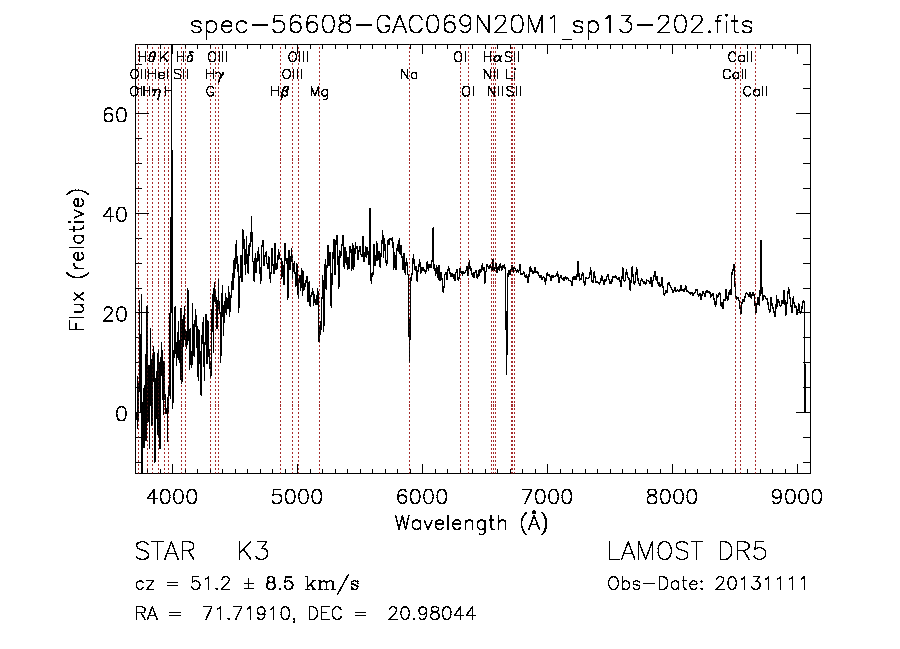 spec-56608-GAC069N20M1_sp13-202.fits
Hθ K Hδ OIII OIII OI Hα SII CaII
OII HeI SII Hγ OIII Na NII Li CaII
OII Hη H G Hβ Mg OI NII SII CaII
60
40
20
0
Flux (relative)
4000 5000 6000 7000 8000 9000
Wavelength (Å)
STAR K3 LAMOST DR5
cz = 51.2 ± 8.5 km/s Obs-Date: 20131111
RA = 71.71910, DEC = 20.98044